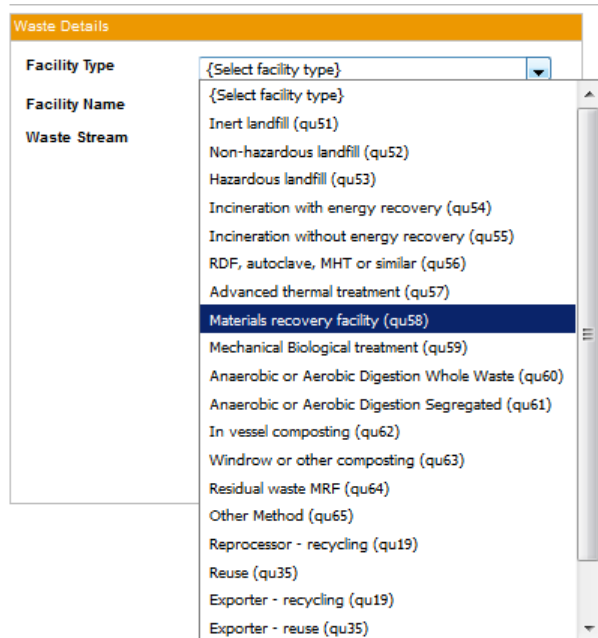 Waste Details
Facility Type
{Select facility type}
Facility Name
Waste Stream
{Select facility type}
Inert landfill (qu51)
Non-hazardous landfill (qu52)
Hazardous landfill (qu53)
Incineration with energy recovery (qu54)
Incineration without energy recovery (qu55)
RDF, autoclave, MHT or similar (qu56)
Advanced thermal treatment (qu57)
Materials recovery facility (qu58)
Mechanical Biological treatment (qu59)
Anaerobic or Aerobic Digestion Whole Waste (qu60)
Anaerobic or Aerobic Digestion Segregated (qu61)
In vessel composting (qu62)
Windrow or other composting (qu63)
Residual waste MRF (qu64)
Other Method (qu65)
Reprocessor - recycling (qu19)
Reuse (qu35)
Exporter - recycling (qu19)
Exporter - reuse (qu35)